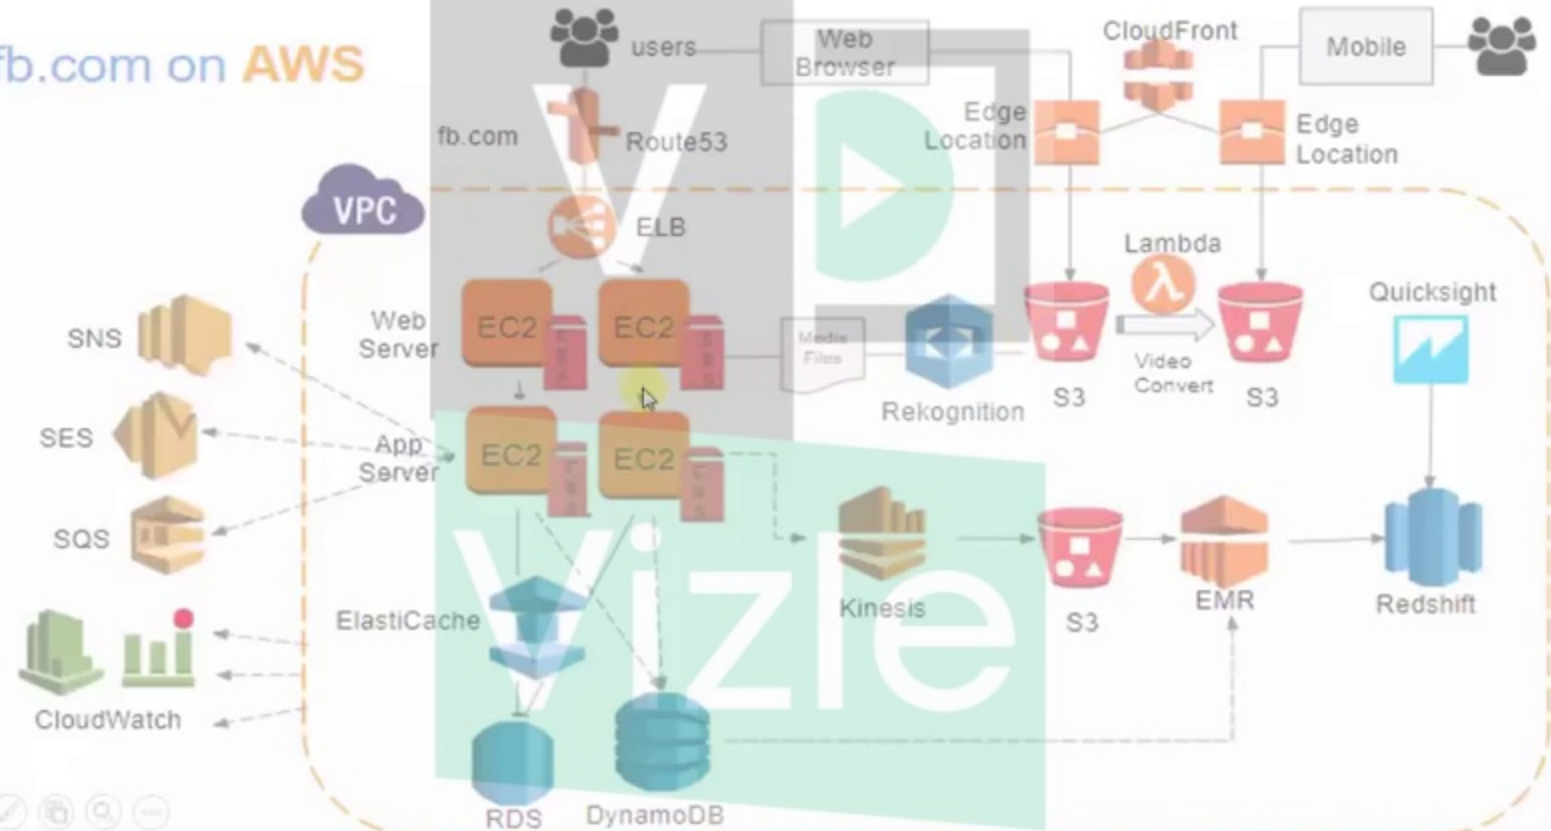 fb.com on AWS
users
Web
Browser
CloudFront
Mobile
Edge
Location
Edge
Location
fb.com
Route53
VPC
ELB
Lambda
Quicksight
SNS
Web
Server
EC2
EC2
Media
Files
Rekognition
S3
Video
Convert
S3
SES
App
Server
EC2
EC2
SQS
Kinesis
S3
EMR
Redshift
ElastiCache
CloudWatch
RDS
DynamoDB
V
Vizle